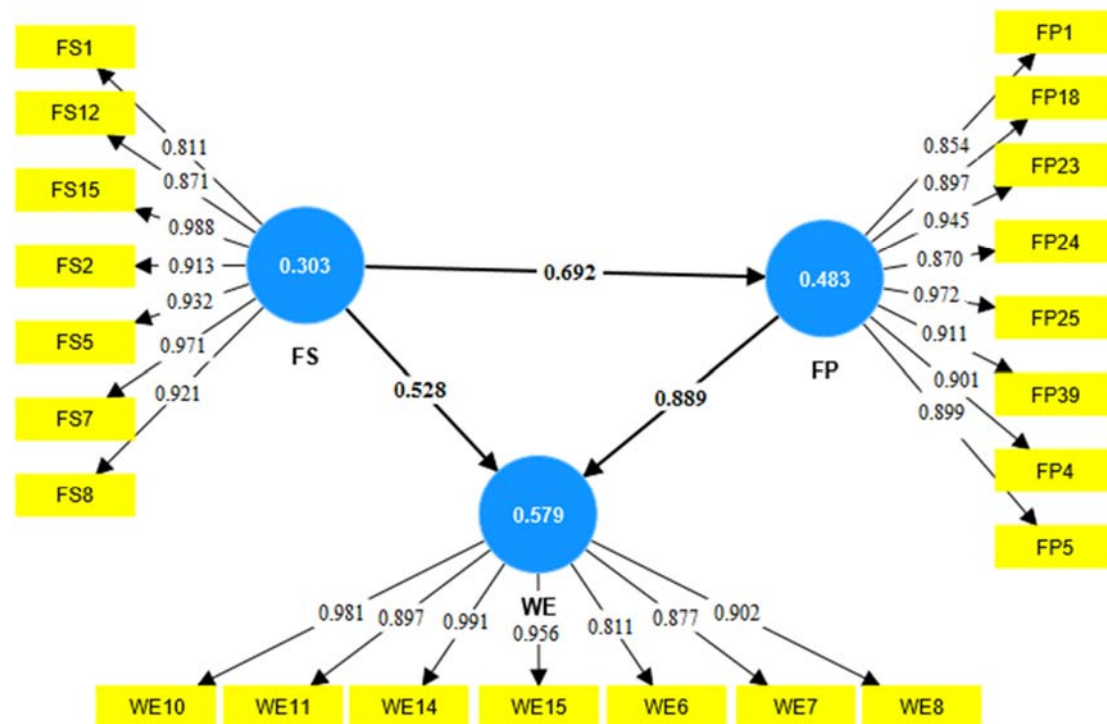 FS1
FS12
FS15
FS2
FS5
FS7
FS8
0.811
0.871
0.988
0.913
0.932
0.971
0.921
0.303
FS
0.692
0.528
0.889
0.483
FP
0.854
0.897
0.945
0.870
0.972
0.911
0.901
0.899
FP1
FP18
FP23
FP24
FP25
FP39
FP4
FP5
0.579
WE
0.981
0.897
0.991
0.956
0.811
0.877
0.902
WE10
WE11
WE14
WE15
WE6
WE7
WE8